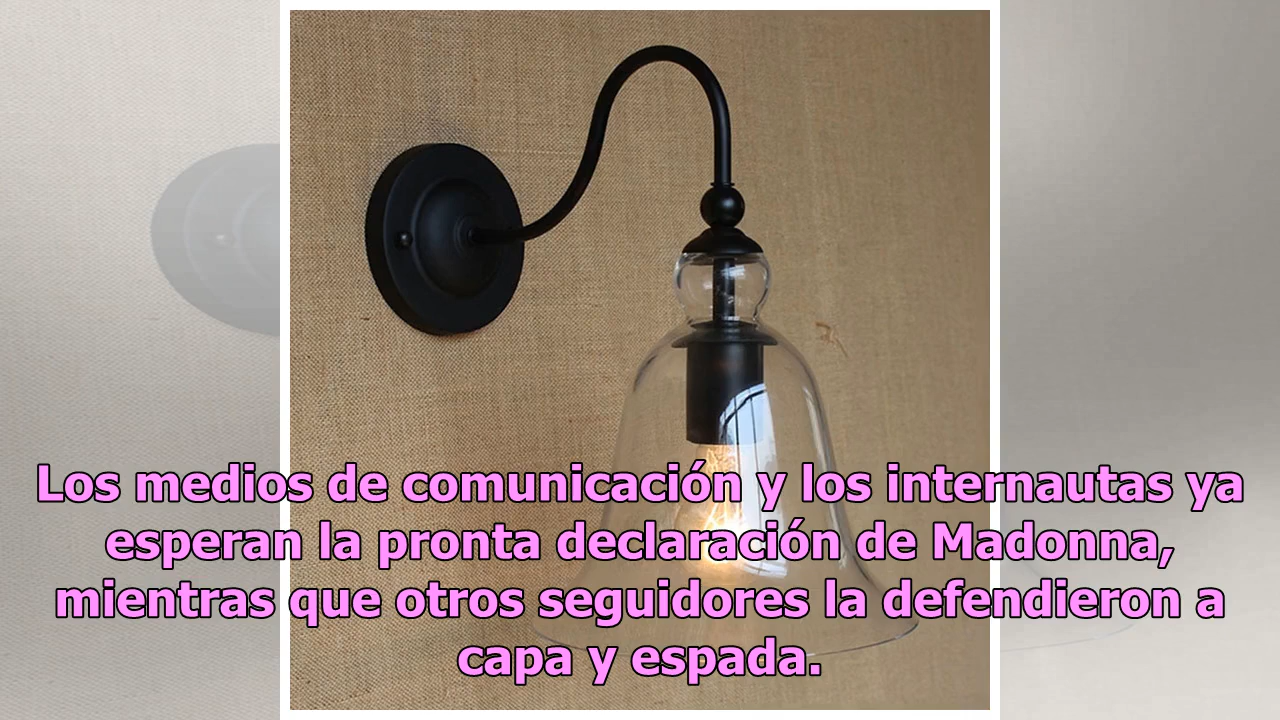 Los medios de comunicación y los internautas ya
esperan la pronta declaración de Madonna,
mientras que otros seguidores la defendieron a
capa y espada.